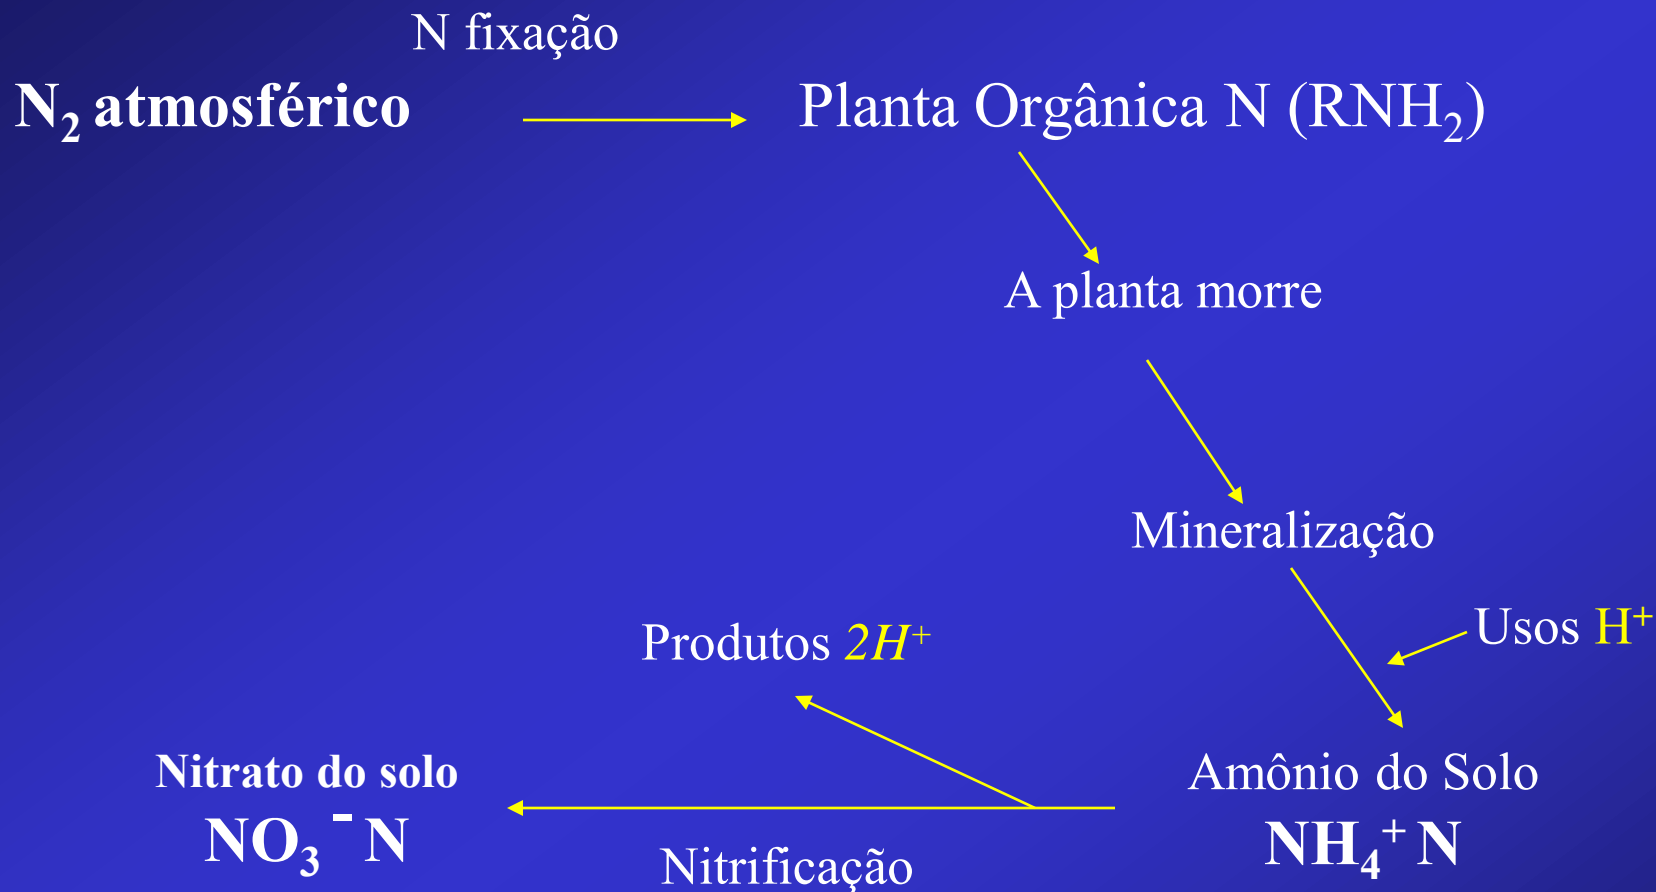 N fixação
N₂ atmosférico
Planta Orgânica N (RNH₂)
A planta morre
Mineralização
Usos H⁺
Produtos 2H⁺
Amônio do Solo
NH₄⁺ N
Nitrato do solo
NO₃⁻ N
Nitrificação